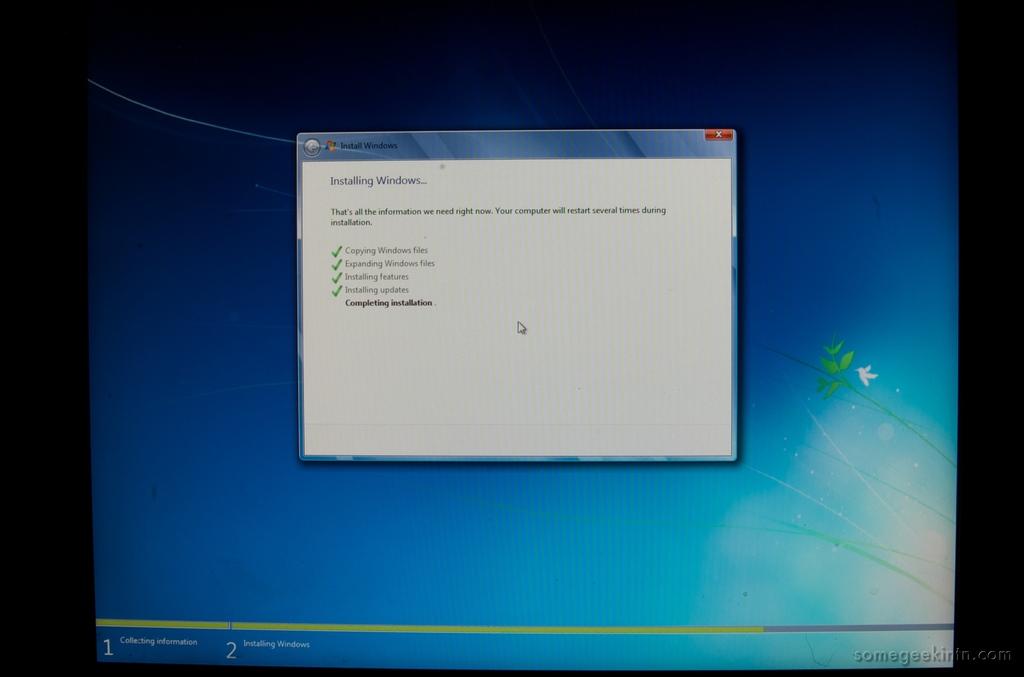 Install Windows
Installing Windows...
That's all the information we need right now. Your computer will restart several times during
installation.
Copying Windows files
Expanding Windows files
Installing features
Installing updates
Completing installation .
1 Collecting information
2 Installing Windows
somegeekintn.com